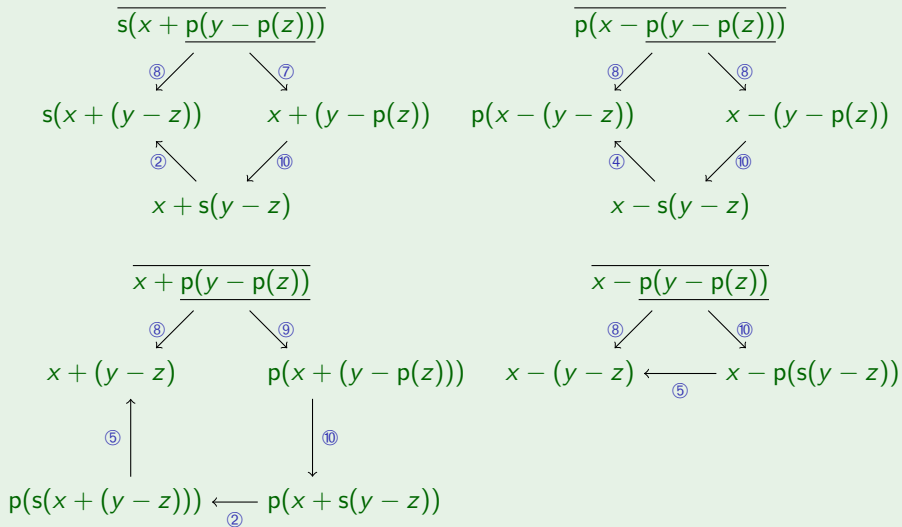 s(x + p(y − p(z))) p(x − p(y − p(z)))
⑧ ⑦ ⑧ ⑧
s(x + (y − z)) x + (y − p(z)) p(x − (y − z)) x − (y − p(z))
② ⑩ ④ ⑩
x + s(y − z) x − s(y − z)
x + p(y − p(z)) x − p(y − p(z))
⑧ ⑨ ⑧ ⑩
x + (y − z) p(x + (y − p(z))) x − (y − z) x − p(s(y − z))
⑤
⑤ ⑩
p(s(x + (y − z))) p(x + s(y − z))
②